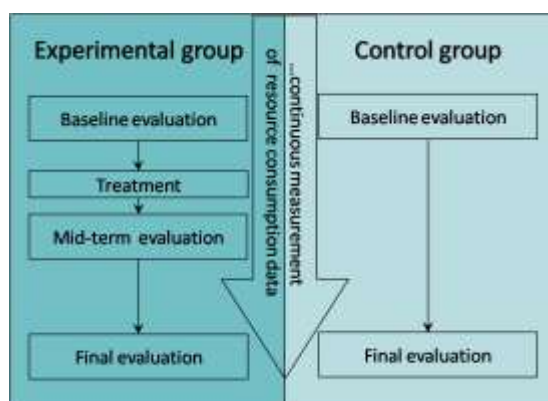 Experimental group
Baseline evaluation
Treatment
Mid-term evaluation
Final evaluation
...continuous measurement
of resource consumption data
Control group
Baseline evaluation
Final evaluation